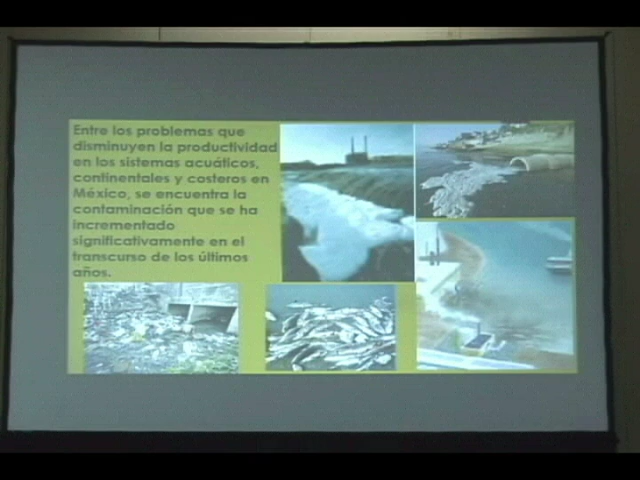 Entre los problemas que
disminuyen la productividad
en los sistemas acuáticos,
continentales y costeros en
México, se encuentra la
contaminación que se ha
incrementado
significativamente en el
transcurso de los últimos
años.